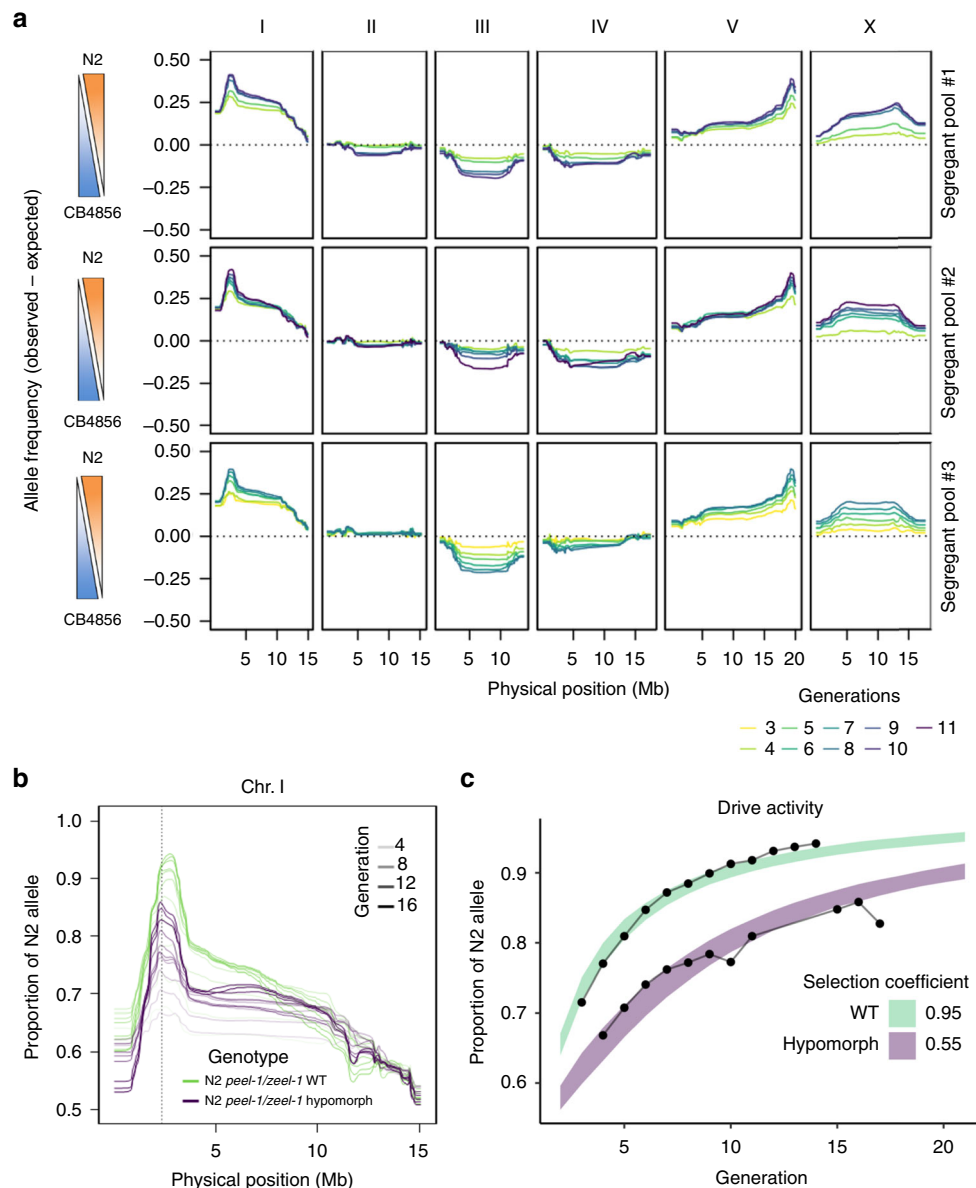 a
I II III IV V X
N2
CB4856
0.50
0.25
0.00
−0.25
−0.50
Segregant pool #1
N2
CB4856
0.50
0.25
0.00
−0.25
−0.50
Segregant pool #2
N2
CB4856
0.50
0.25
0.00
−0.25
−0.50
Segregant pool #3
Allele frequency (observed – expected)
5 10 15 5 10 15 5 10 5 10 15 5 10 15 20 5 10 15
Physical position (Mb)
Generations
3 5 7 9 11
4 6 8 10
b
Chr. I
1.0
0.9
0.8
0.7
0.6
0.5
Proportion of N2 allele
Generation
4
8
12
16
Genotype
N2 peel-1/zeel-1 WT
N2 peel-1/zeel-1 hypomorph
5 10 15
Physical position (Mb)
c
Drive activity
0.9
0.8
0.7
0.6
Proportion of N2 allele
Selection coefficient
WT 0.95
Hypomorph 0.55
5 10 15 20
Generation